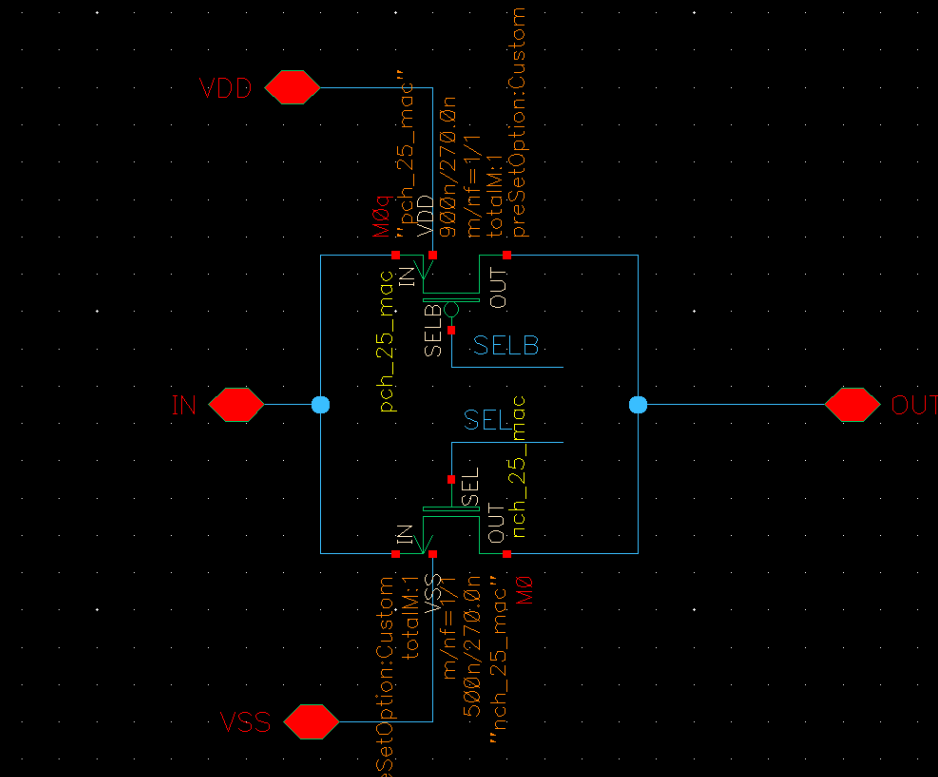 VDD
M0q
"pch_25_mac"
VDD
900n/270.0n
m/nf=1/1
totalM:1
preSetOption:Custom
pch_25_mac
IN
SELB
OUT
SELB
IN
OUT
SEL
SEL
nch_25_mac
IN
OUT
eSetOption:Custom
totalM:1
VSS
m/nf=1/1
500n/270.0n
"nch_25_mac"
M0
VSS